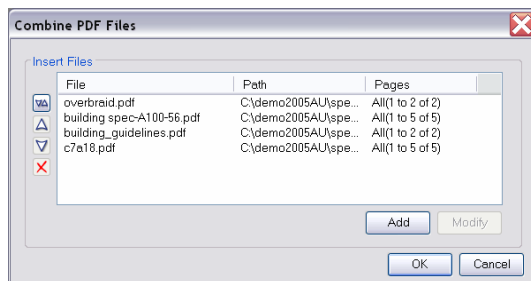 Combine PDF Files
Insert Files
File Path Pages
overbraid.pdf C:\demo2005AU\spe... All(1 to 2 of 2)
building spec-A100-56.pdf C:\demo2005AU\spe... All(1 to 5 of 5)
building_guidelines.pdf C:\demo2005AU\spe... All(1 to 2 of 2)
c7a18.pdf C:\demo2005AU\spe... All(1 to 5 of 5)
Add Modify
OK Cancel